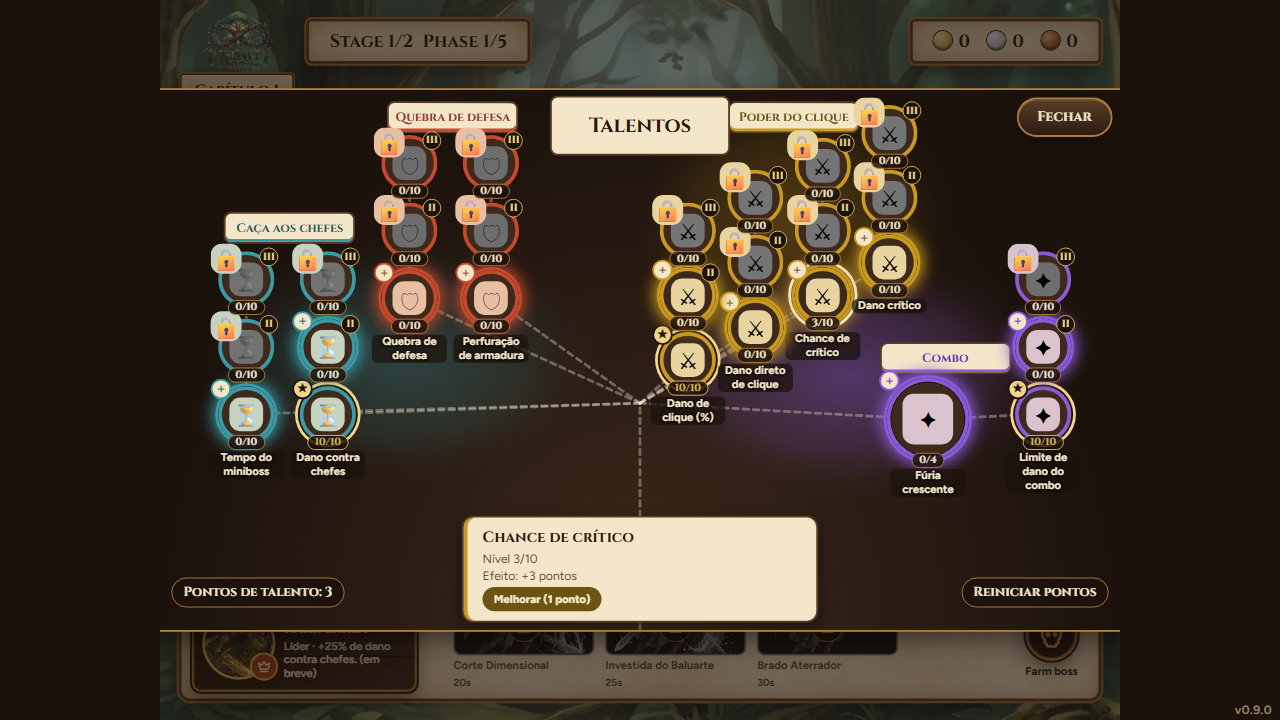 STAGE 1/2 PHASE 1/5
0 0 0
CAPÍTULO 1
TALENTOS
FECHAR
QUEBRA DE DEFESA
PODER DO CLIQUE
CAÇA AOS CHEFES
COMBO
III
0/10
III
0/10
II
0/10
II
0/10
+
0/10
Quebra de
defesa
+
0/10
Perfuração
de armadura
III
0/10
III
0/10
II
0/10
+
II
0/10
+
0/10
Tempo do
miniboss
★
10/10
Dano contra
chefes
III
0/10
+
II
0/10
★
10/10
Dano de
clique (%)
III
0/10
II
0/10
+
0/10
Dano direto
de clique
III
0/10
II
0/10
+
3/10
Chance de
crítico
III
0/10
II
0/10
+
0/10
Dano crítico
+
0/4
Fúria
crescente
III
0/10
+
II
0/10
★
10/10
Limite de
dano do
combo
CHANCE DE CRÍTICO
Nível 3/10
Efeito: +3 pontos
Melhorar (1 ponto)
PONTOS DE TALENTO: 3
REINICIAR PONTOS
Líder · +25% de dano
contra chefes. (em
breve)
Corte Dimensional
20s
Investida do Baluarte
25s
Brado Aterrador
30s
Farm boss
v0.9.0